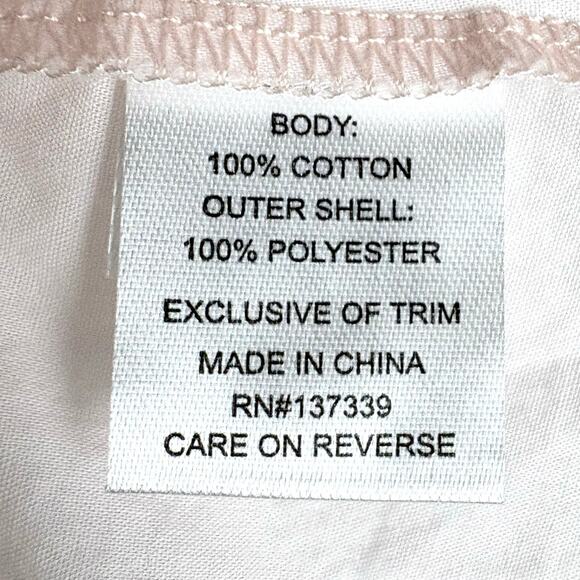 BODY:
100% COTTON
OUTER SHELL:
100% POLYESTER
EXCLUSIVE OF TRIM
MADE IN CHINA
RN#137339
CARE ON REVERSE